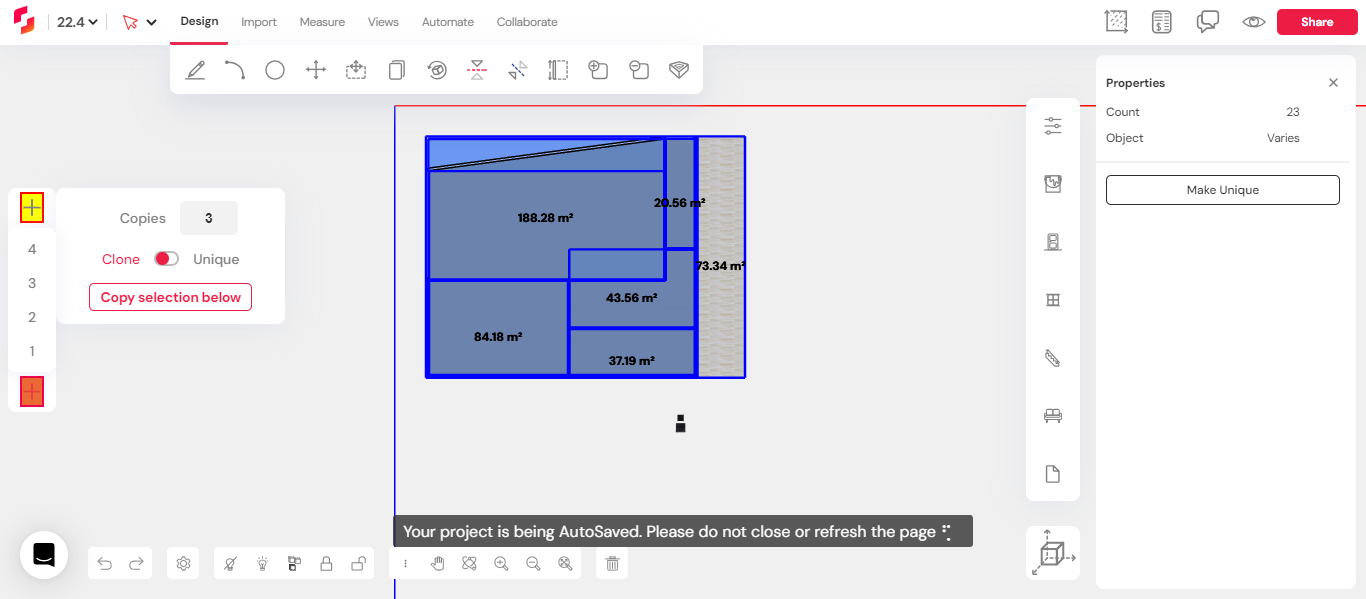 22.4
Design
Import
Measure
Views
Automate
Collaborate
Share
Properties
Count 23
Object Varies
Make Unique
Copies 3
Clone Unique
Copy selection below
4
3
2
1
188.28 m²
20.56 m²
73.34 m²
43.56 m²
84.18 m²
37.19 m²
Your project is being AutoSaved. Please do not close or refresh the page